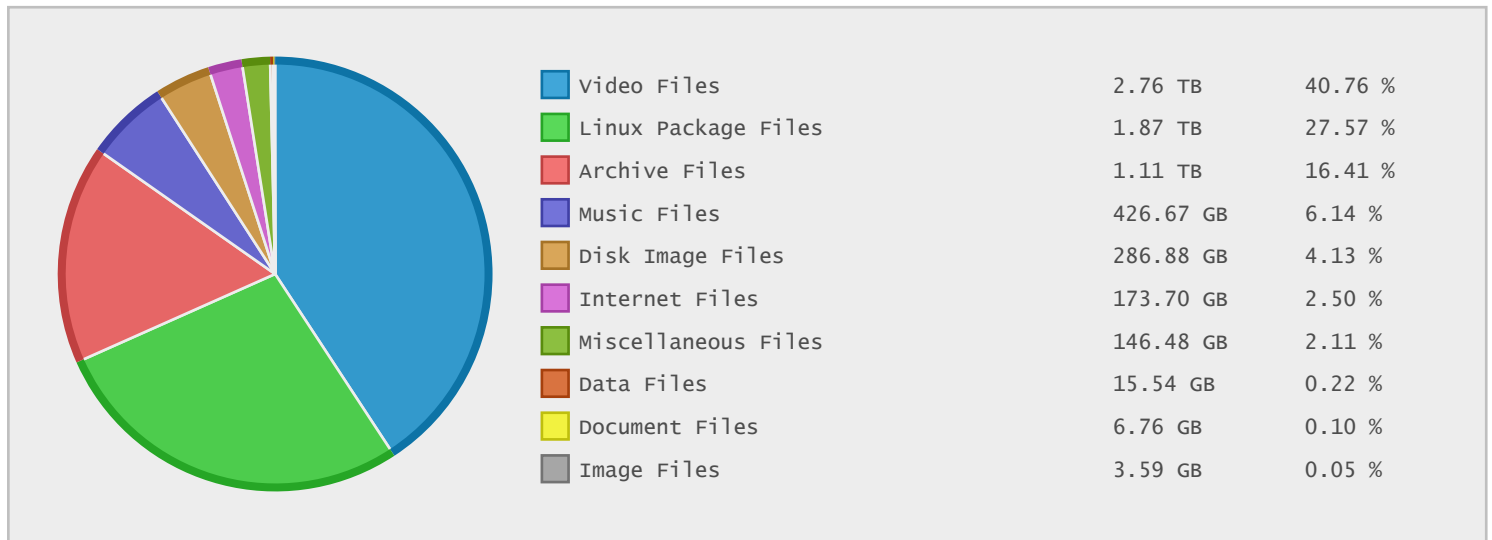 Video Files 2.76 TB 40.76 %
Linux Package Files 1.87 TB 27.57 %
Archive Files 1.11 TB 16.41 %
Music Files 426.67 GB 6.14 %
Disk Image Files 286.88 GB 4.13 %
Internet Files 173.70 GB 2.50 %
Miscellaneous Files 146.48 GB 2.11 %
Data Files 15.54 GB 0.22 %
Document Files 6.76 GB 0.10 %
Image Files 3.59 GB 0.05 %